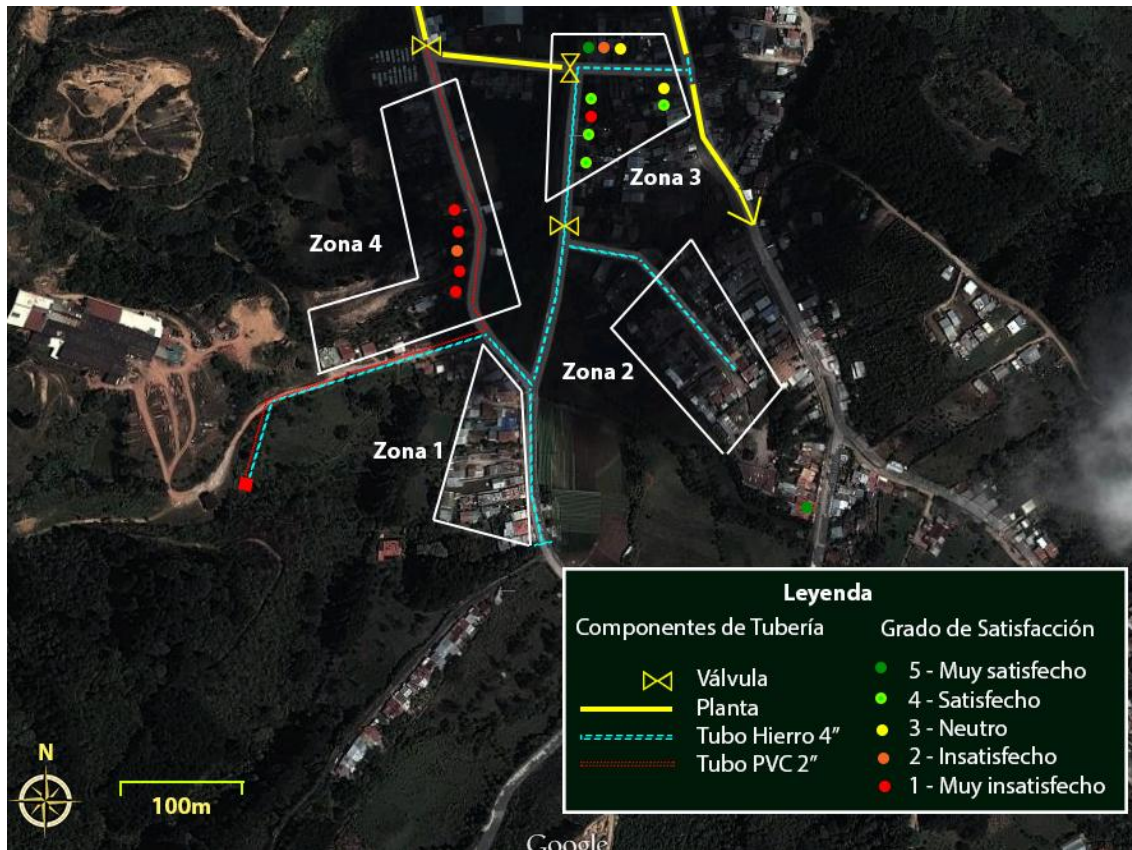 Zona 3
Zona 4
Zona 2
Zona 1
Leyenda
Componentes de Tubería
Válvula
Planta
Tubo Hierro 4”
Tubo PVC 2”
Grado de Satisfacción
5 - Muy satisfecho
4 - Satisfecho
3 - Neutro
2 - Insatisfecho
1 - Muy insatisfecho
N
100m
Google